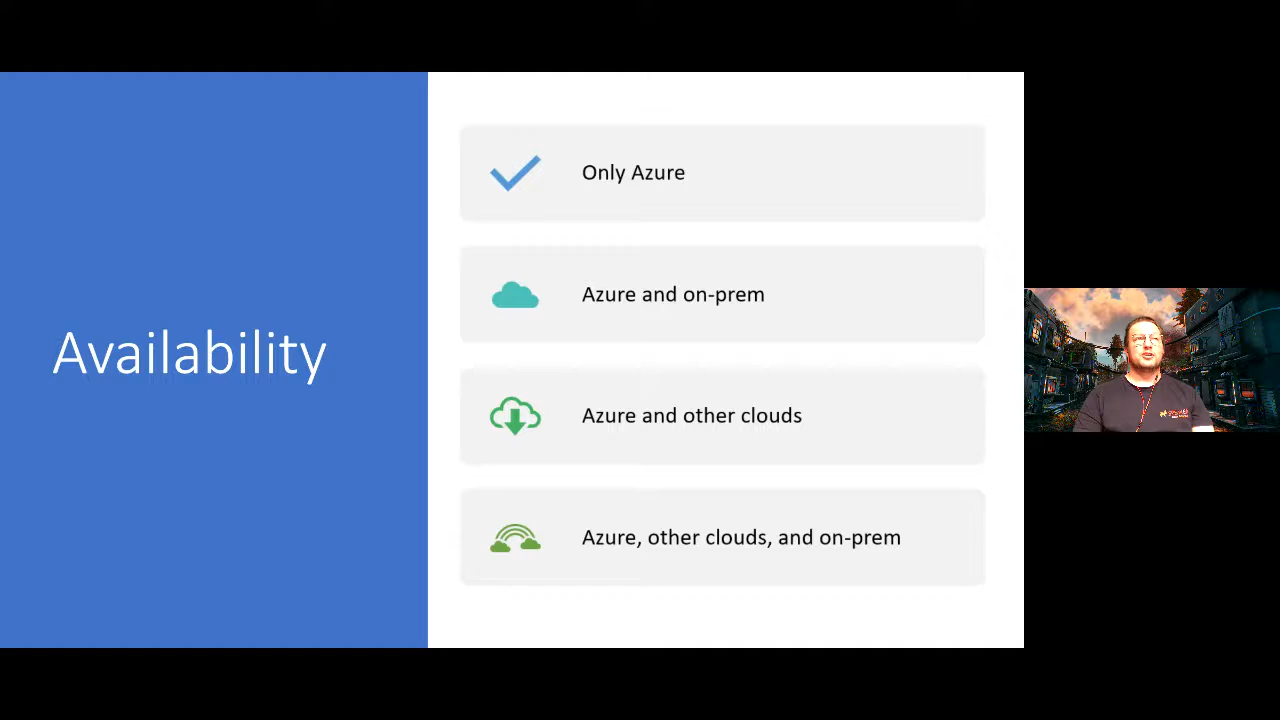 Availability
Only Azure
Azure and on-prem
Azure and other clouds
Azure, other clouds, and on-prem